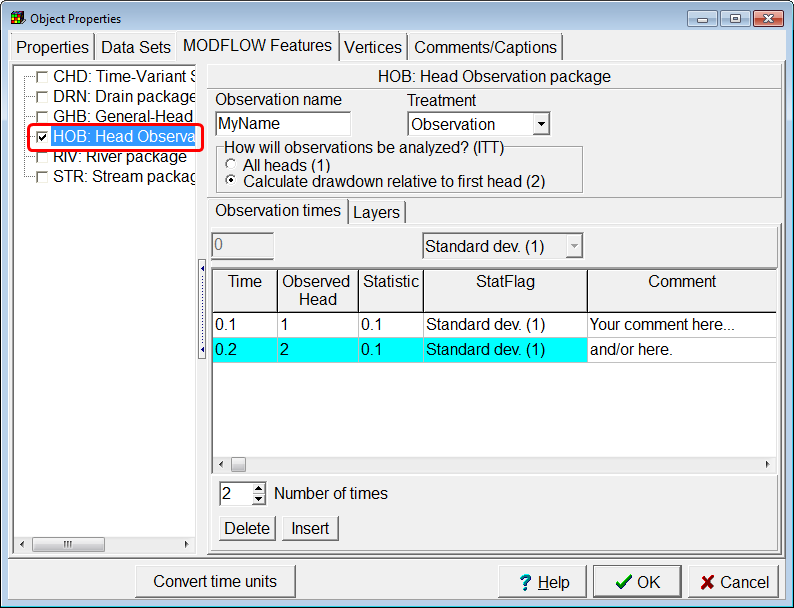 Object Properties
Properties Data Sets MODFLOW Features Vertices Comments/Captions
CHD: Time-Variant S
DRN: Drain package
GHB: General-Head
HOB: Head Observa
RIV: River package
STR: Stream packag
HOB: Head Observation package
Observation name Treatment
MyName Observation
How will observations be analyzed? (ITT)
All heads (1)
Calculate drawdown relative to first head (2)
Observation times Layers
0 Standard dev. (1)
Time Observed Head Statistic StatFlag Comment
0.1 1 0.1 Standard dev. (1) Your comment here...
0.2 2 0.1 Standard dev. (1) and/or here.
2 Number of times
Delete Insert
Convert time units ? Help OK Cancel